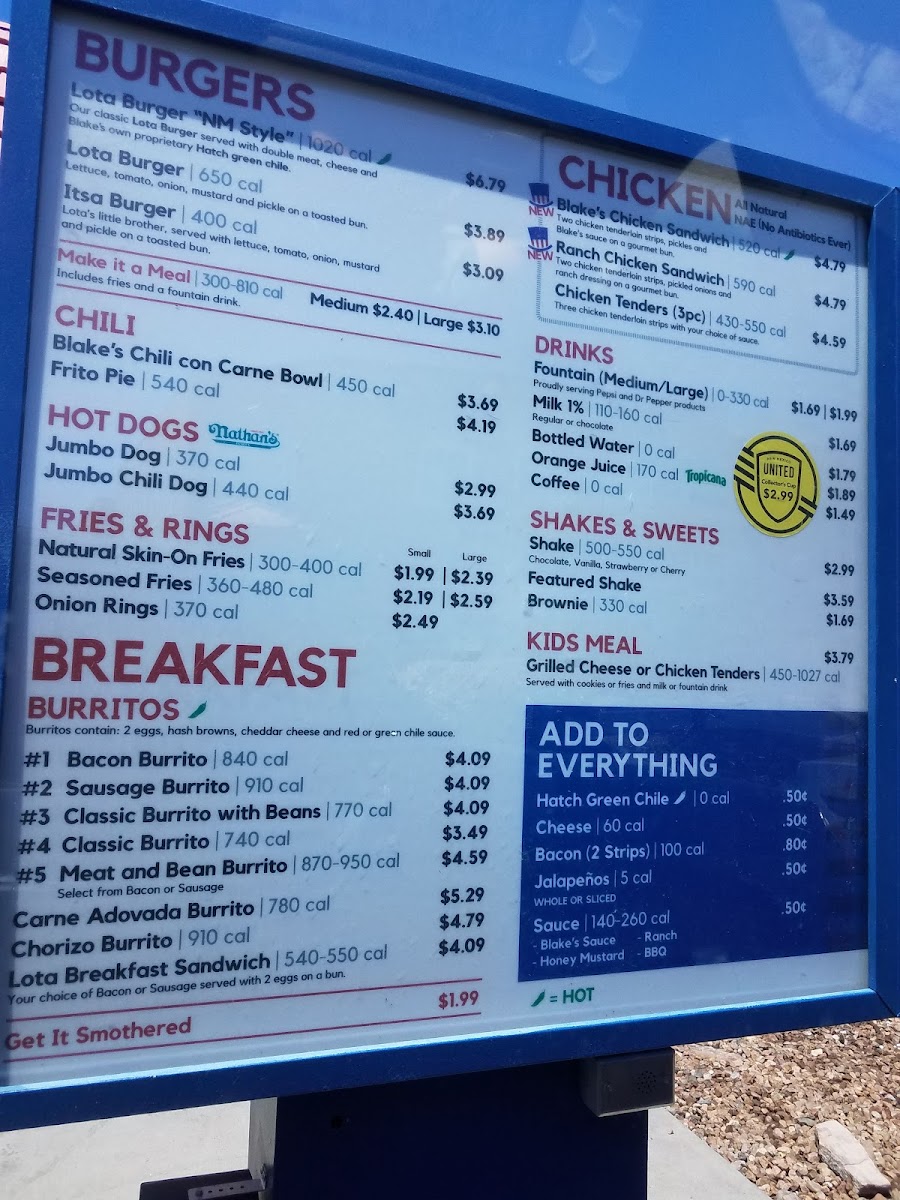 BURGERS
Lota Burger "NM Style" | 1020 cal
Our classic Lota Burger served with double meat, cheese and
Blake's own proprietary Hatch green chile.
$6.79
Lota Burger | 650 cal
Lettuce, tomato, onion, mustard and pickle on a toasted bun.
$3.89
Itsa Burger | 400 cal
Lota's little brother, served with lettuce, tomato, onion, mustard
and pickle on a toasted bun.
$3.09
Make it a Meal | 300-810 cal
Includes fries and a fountain drink.
Medium $2.40 | Large $3.10
CHILI
Blake's Chili con Carne Bowl | 450 cal $3.69
Frito Pie | 540 cal $4.19
HOT DOGS Nathan's
Jumbo Dog | 370 cal $2.99
Jumbo Chili Dog | 440 cal $3.69
FRIES & RINGS
Small Large
Natural Skin-On Fries | 300-400 cal $1.99 | $2.39
Seasoned Fries | 360-480 cal $2.19 | $2.59
Onion Rings | 370 cal $2.49
BREAKFAST
BURRITOS
Burritos contain: 2 eggs, hash browns, cheddar cheese and red or green chile sauce.
#1 Bacon Burrito | 840 cal $4.09
#2 Sausage Burrito | 910 cal $4.09
#3 Classic Burrito with Beans | 770 cal $4.09
#4 Classic Burrito | 740 cal $3.49
#5 Meat and Bean Burrito | 870-950 cal $4.59
Select from Bacon or Sausage
Carne Adovada Burrito | 780 cal $5.29
Chorizo Burrito | 910 cal $4.79
Lota Breakfast Sandwich | 540-550 cal $4.09
Your choice of Bacon or Sausage served with 2 eggs on a bun.
Get It Smothered $1.99
CHICKEN All Natural
NAE (No Antibiotics Ever)
NEW Blake's Chicken Sandwich | 520 cal $4.79
Two chicken tenderloin strips, pickles and
Blake's sauce on a gourmet bun.
NEW Ranch Chicken Sandwich | 590 cal $4.79
Two chicken tenderloin strips, pickled onions and
ranch dressing on a gourmet bun.
Chicken Tenders (3pc) | 430-550 cal $4.59
Three chicken tenderloin strips with your choice of sauce.
DRINKS
Fountain (Medium/Large) | 0-330 cal $1.69 | $1.99
Proudly serving Pepsi and Dr Pepper products
Milk 1% | 110-160 cal $1.69
Regular or chocolate
Bottled Water | 0 cal $1.79
Orange Juice | 170 cal Tropicana $1.89
Coffee | 0 cal $1.49
NEW MEXICO
UNITED
Collector's Cup
$2.99
SHAKES & SWEETS
Shake | 500-550 cal $2.99
Chocolate, Vanilla, Strawberry or Cherry
Featured Shake $3.59
Brownie | 330 cal $1.69
KIDS MEAL
$3.79
Grilled Cheese or Chicken Tenders | 450-1027 cal
Served with cookies or fries and milk or fountain drink
ADD TO
EVERYTHING
Hatch Green Chile | 0 cal .50¢
Cheese | 60 cal .50¢
Bacon (2 Strips) | 100 cal .80¢
Jalapeños | 5 cal .50¢
WHOLE OR SLICED
Sauce | 140-260 cal .50¢
- Blake's Sauce - Ranch
- Honey Mustard - BBQ
= HOT